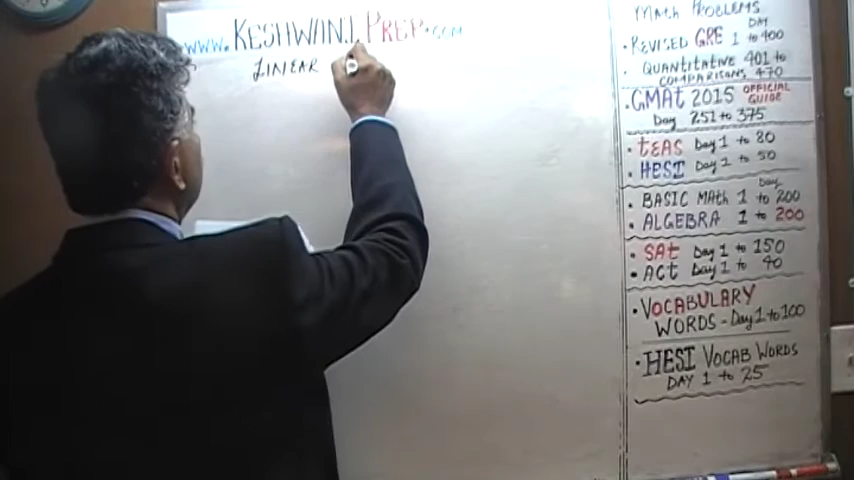 www.KESHWANIPREP.com
LINEAR
Math PROBLEMS
DAY
• REVISED GRE 1 to 400
• QUANTITATIVE 401 to
COMPARISONS 470
• GMAt 2015 OFFICIAL GUIDE
Day 251 to 375
• tEAS Day 1 to 80
• HESI Day 1 to 50
Day
• BASIC MAth 1 to 200
• ALGEBRA 1 to 200
• SAt Day 1 to 150
• ACt Day 1 to 40
• VOCABULARY
WORDS - Day 1 to 100
• HESI VOCAB WORDS
DAY 1 to 25